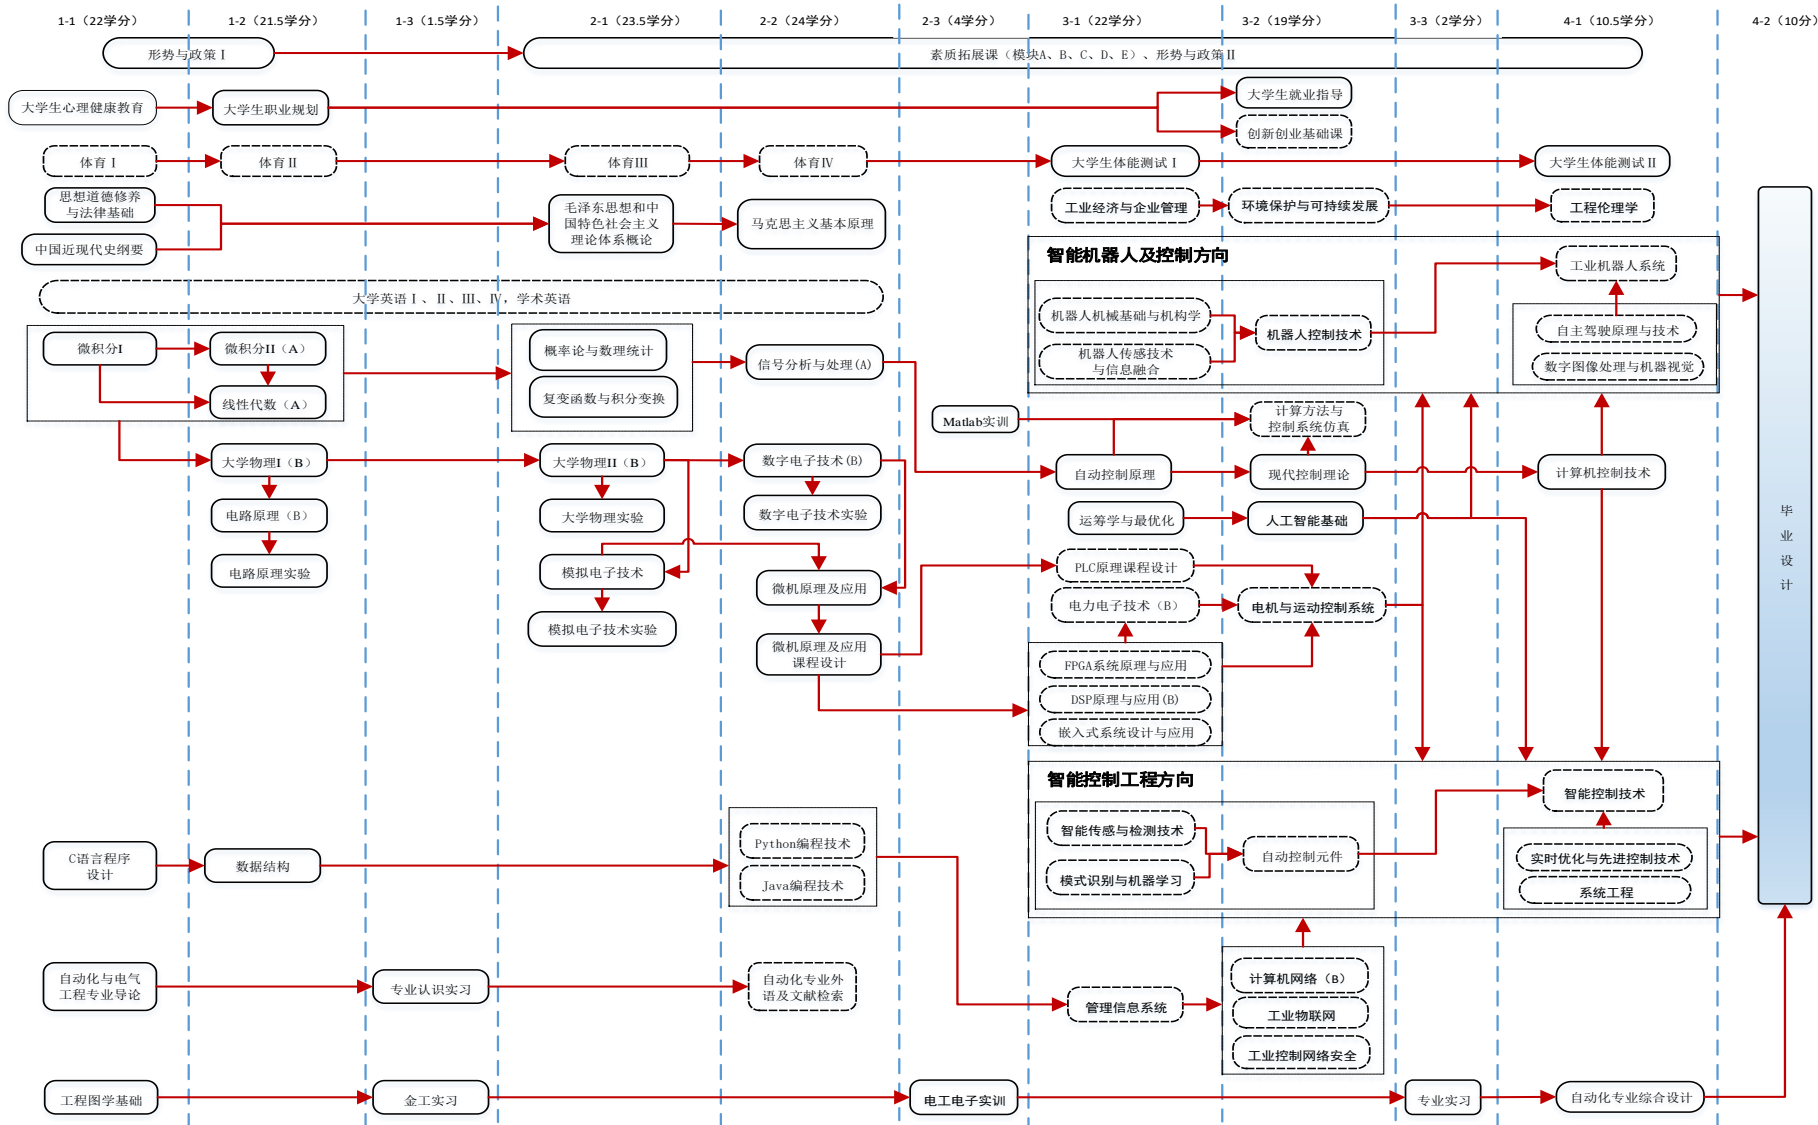 1-1（22学分）
1-2（21.5学分）
1-3（1.5学分）
2-1（23.5学分）
2-2（24学分）
2-3（4学分）
3-1（22学分）
3-2（19学分）
3-3（2学分）
4-1（10.5学分）
4-2（10分）
形势与政策Ⅰ
素质拓展课（模块A、B、C、D、E）、形势与政策Ⅱ
大学生心理健康教育
大学生职业规划
大学生就业指导
创新创业基础课
体育Ⅰ
体育Ⅱ
体育Ⅲ
体育Ⅳ
大学生体能测试Ⅰ
大学生体能测试Ⅱ
思想道德修养
与法律基础
中国近现代史纲要
毛泽东思想和中
国特色社会主义
理论体系概论
马克思主义基本原理
工业经济与企业管理
环境保护与可持续发展
工程伦理学
大学英语Ⅰ、Ⅱ、Ⅲ、Ⅳ，学术英语
智能机器人及控制方向
工业机器人系统
机器人机械基础与机构学
机器人传感技术
与信息融合
机器人控制技术
自主驾驶原理与技术
数字图像处理与机器视觉
微积分I
微积分II（A）
线性代数（A）
概率论与数理统计
复变函数与积分变换
信号分析与处理(A)
Matlab实训
计算方法与
控制系统仿真
大学物理I（B）
大学物理II（B）
数字电子技术(B)
自动控制原理
现代控制理论
计算机控制技术
电路原理（B）
大学物理实验
数字电子技术实验
运筹学与最优化
人工智能基础
电路原理实验
模拟电子技术
微机原理及应用
PLC原理课程设计
电力电子技术（B）
电机与运动控制系统
模拟电子技术实验
微机原理及应用
课程设计
FPGA系统原理与应用
DSP原理与应用(B)
嵌入式系统设计与应用
毕
业
设
计
智能控制工程方向
智能控制技术
智能传感与检测技术
模式识别与机器学习
自动控制元件
实时优化与先进控制技术
系统工程
C语言程序
设计
数据结构
Python编程技术
Java编程技术
自动化与电气
工程专业导论
专业认识实习
自动化专业外
语及文献检索
管理信息系统
计算机网络（B）
工业物联网
工业控制网络安全
工程图学基础
金工实习
电工电子实训
专业实习
自动化专业综合设计